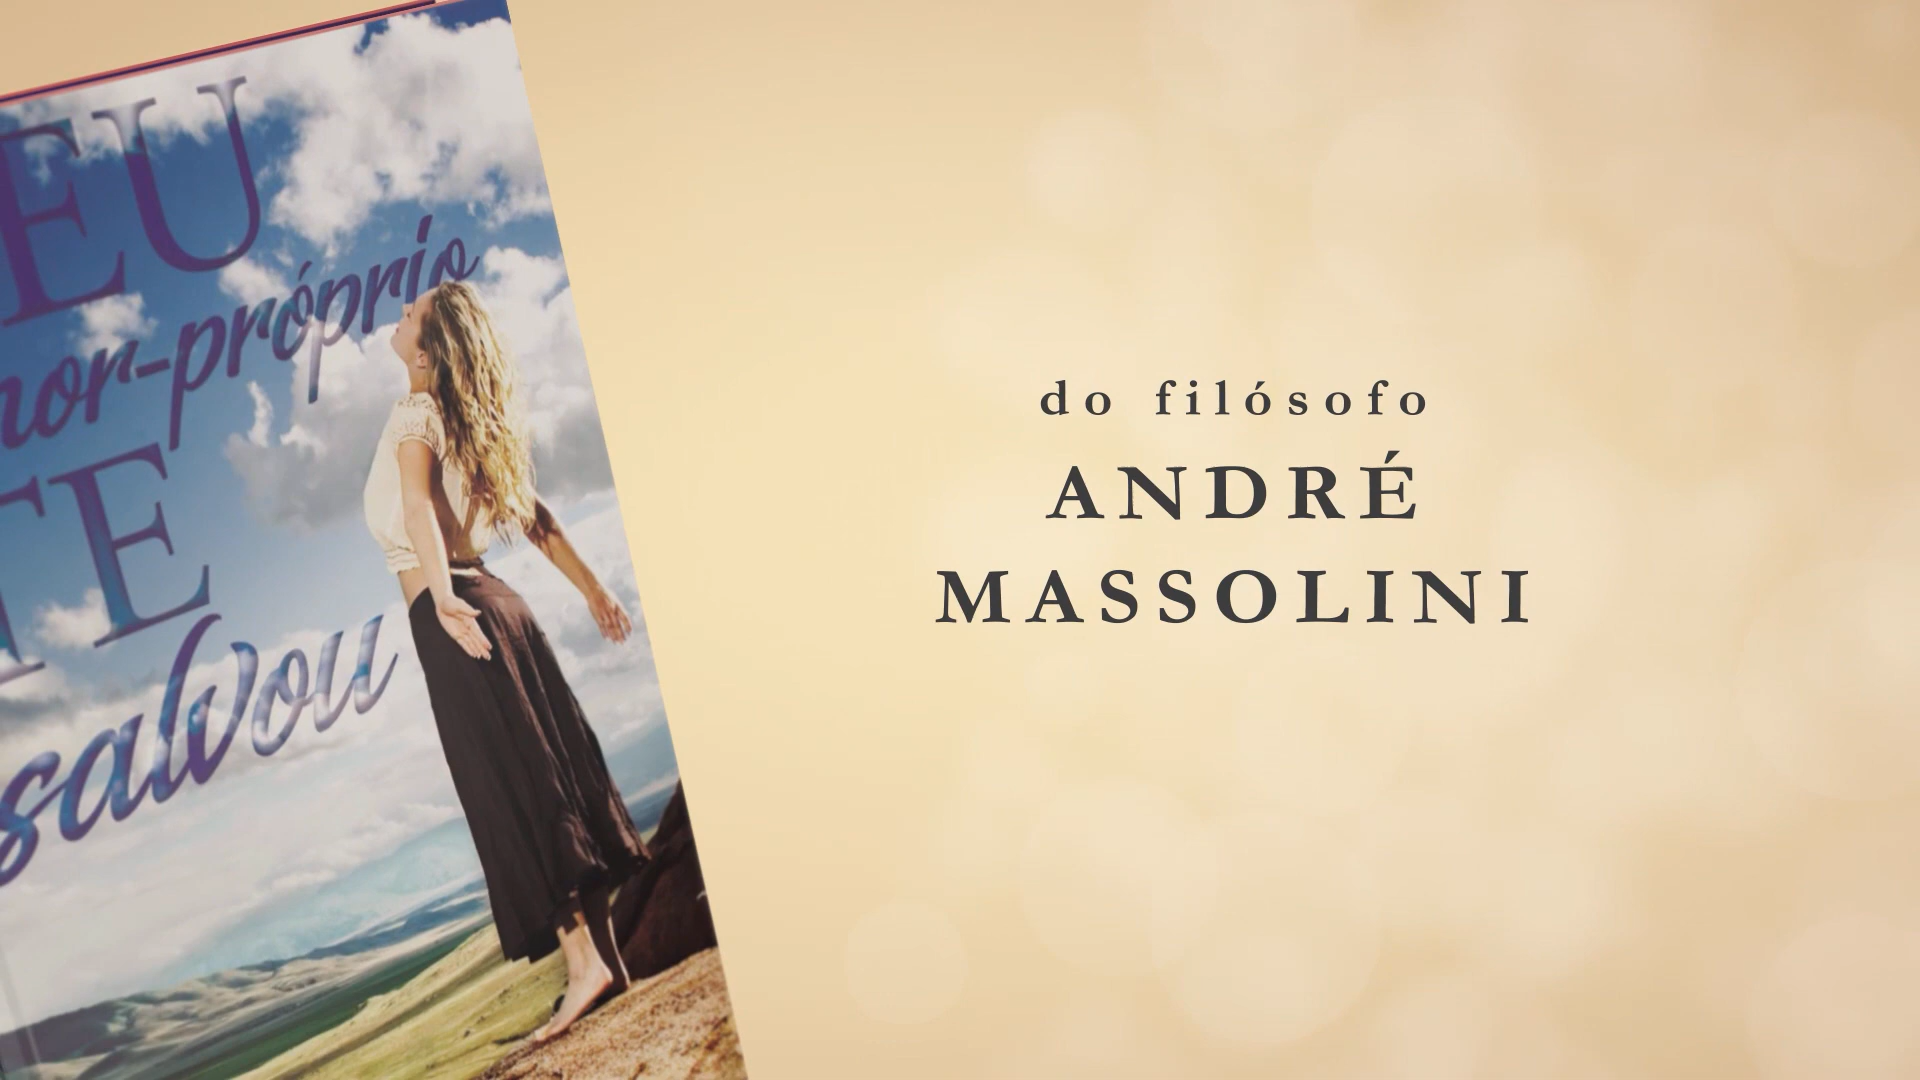 EU
mor-próprio
TE
salvou
do filósofo
ANDRÉ
MASSOLINI